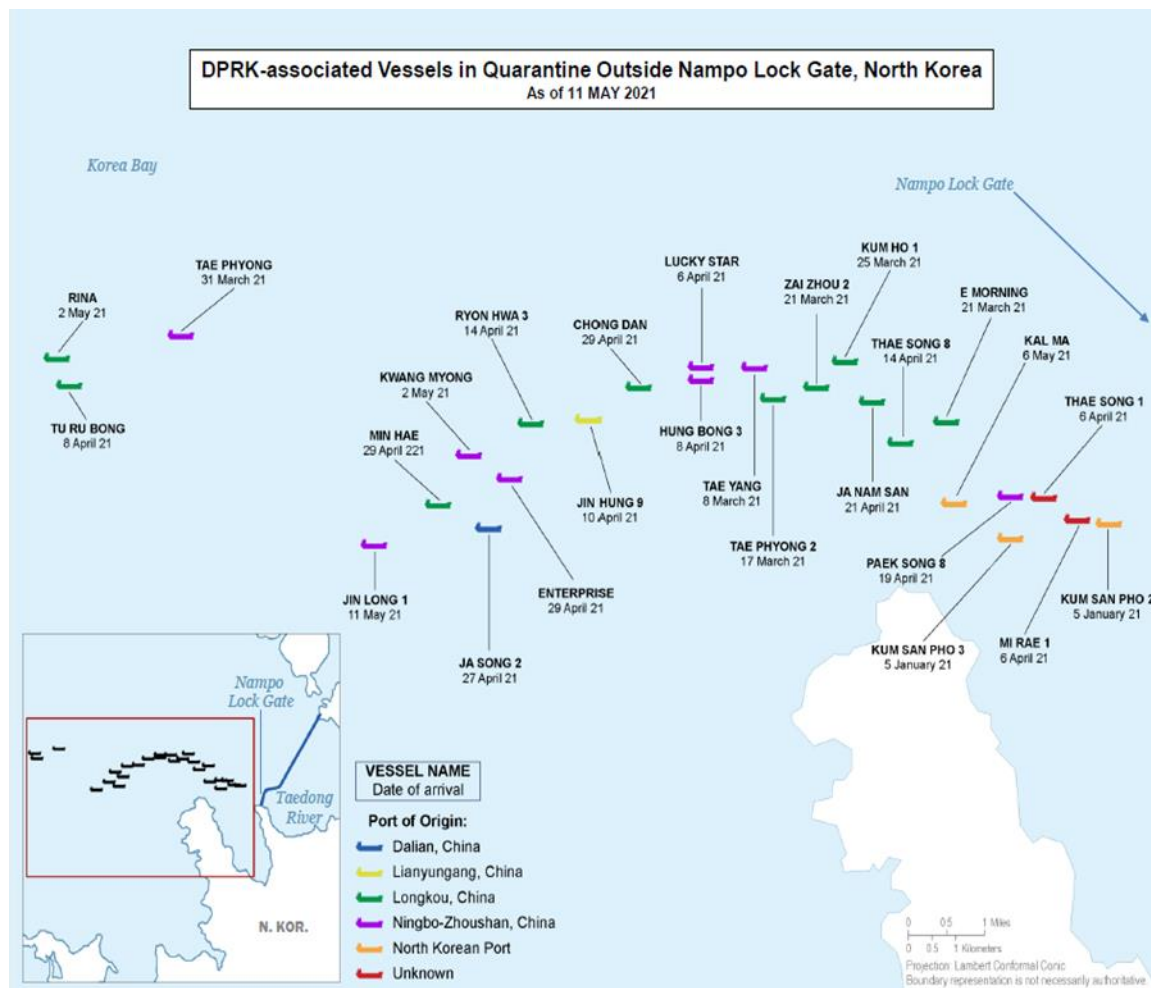 DPRK-associated Vessels in Quarantine Outside Nampo Lock Gate, North Korea
As of 11 MAY 2021
Korea Bay
Nampo Lock Gate
RINA
2 May 21
TAE PHYONG
31 March 21
TU RU BONG
8 April 21
RYON HWA 3
14 April 21
KWANG MYONG
2 May 21
MIN HAE
29 April 221
JIN LONG 1
11 May 21
JA SONG 2
27 April 21
ENTERPRISE
29 April 21
CHONG DAN
29 April 21
JIN HUNG 9
10 April 21
LUCKY STAR
6 April 21
HUNG BONG 3
8 April 21
TAE YANG
8 March 21
TAE PHYONG 2
17 March 21
ZAI ZHOU 2
21 March 21
KUM HO 1
25 March 21
THAE SONG 8
14 April 21
JA NAM SAN
21 April 21
E MORNING
21 March 21
KAL MA
6 May 21
THAE SONG 1
6 April 21
PAEK SONG 8
19 April 21
KUM SAN PHO 3
5 January 21
MI RAE 1
6 April 21
KUM SAN PHO 2
5 January 21
Nampo
Lock Gate
Taedong
River
N. KOR.
VESSEL NAME
Date of arrival
Port of Origin:
Dalian, China
Lianyungang, China
Longkou, China
Ningbo-Zhoushan, China
North Korean Port
Unknown
0 0.5 1 Miles
0 0.5 1 Kilometers
Projection: Lambert Conformal Conic
Boundary representation is not necessarily authoritative.